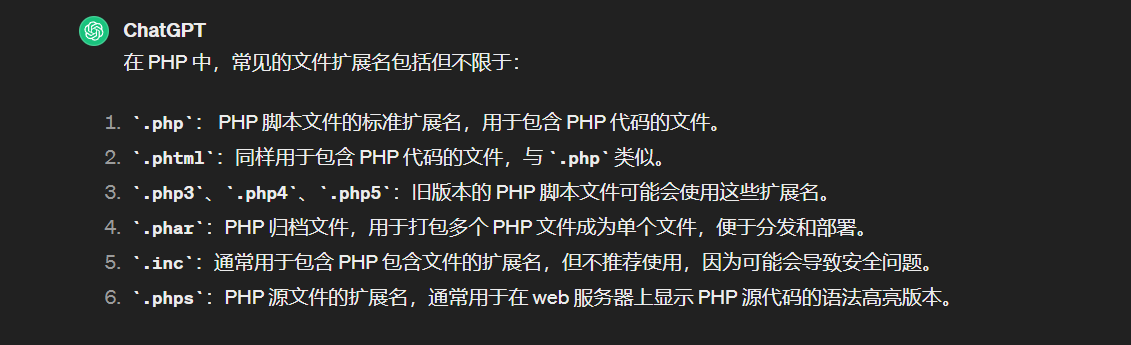 ChatGPT
在 PHP 中，常见的文件扩展名包括但不限于：
1. `.php`： PHP 脚本文件的标准扩展名，用于包含 PHP 代码的文件。
2. `.phtml`：同样用于包含 PHP 代码的文件，与 `.php` 类似。
3. `.php3`、`.php4`、`.php5`：旧版本的 PHP 脚本文件可能会使用这些扩展名。
4. `.phar`：PHP 归档文件，用于打包多个 PHP 文件成为单个文件，便于分发和部署。
5. `.inc`：通常用于包含 PHP 包含文件的扩展名，但不推荐使用，因为可能会导致安全问题。
6. `.phps`：PHP 源文件的扩展名，通常用于在 web 服务器上显示 PHP 源代码的语法高亮版本。